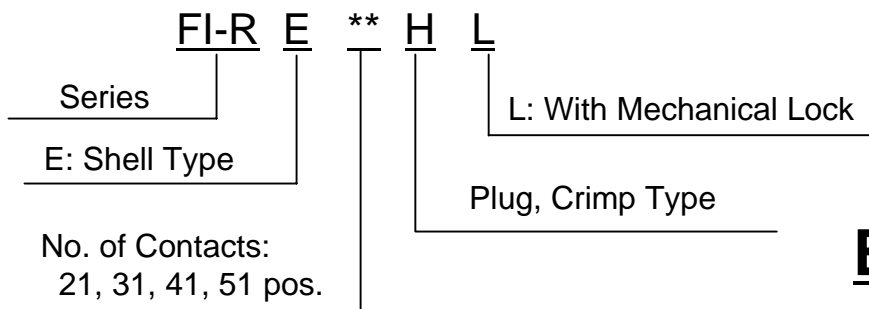 FI-R E ** H L
Series
L: With Mechanical Lock
E: Shell Type
Plug, Crimp Type
No. of Contacts:
21, 31, 41, 51 pos.